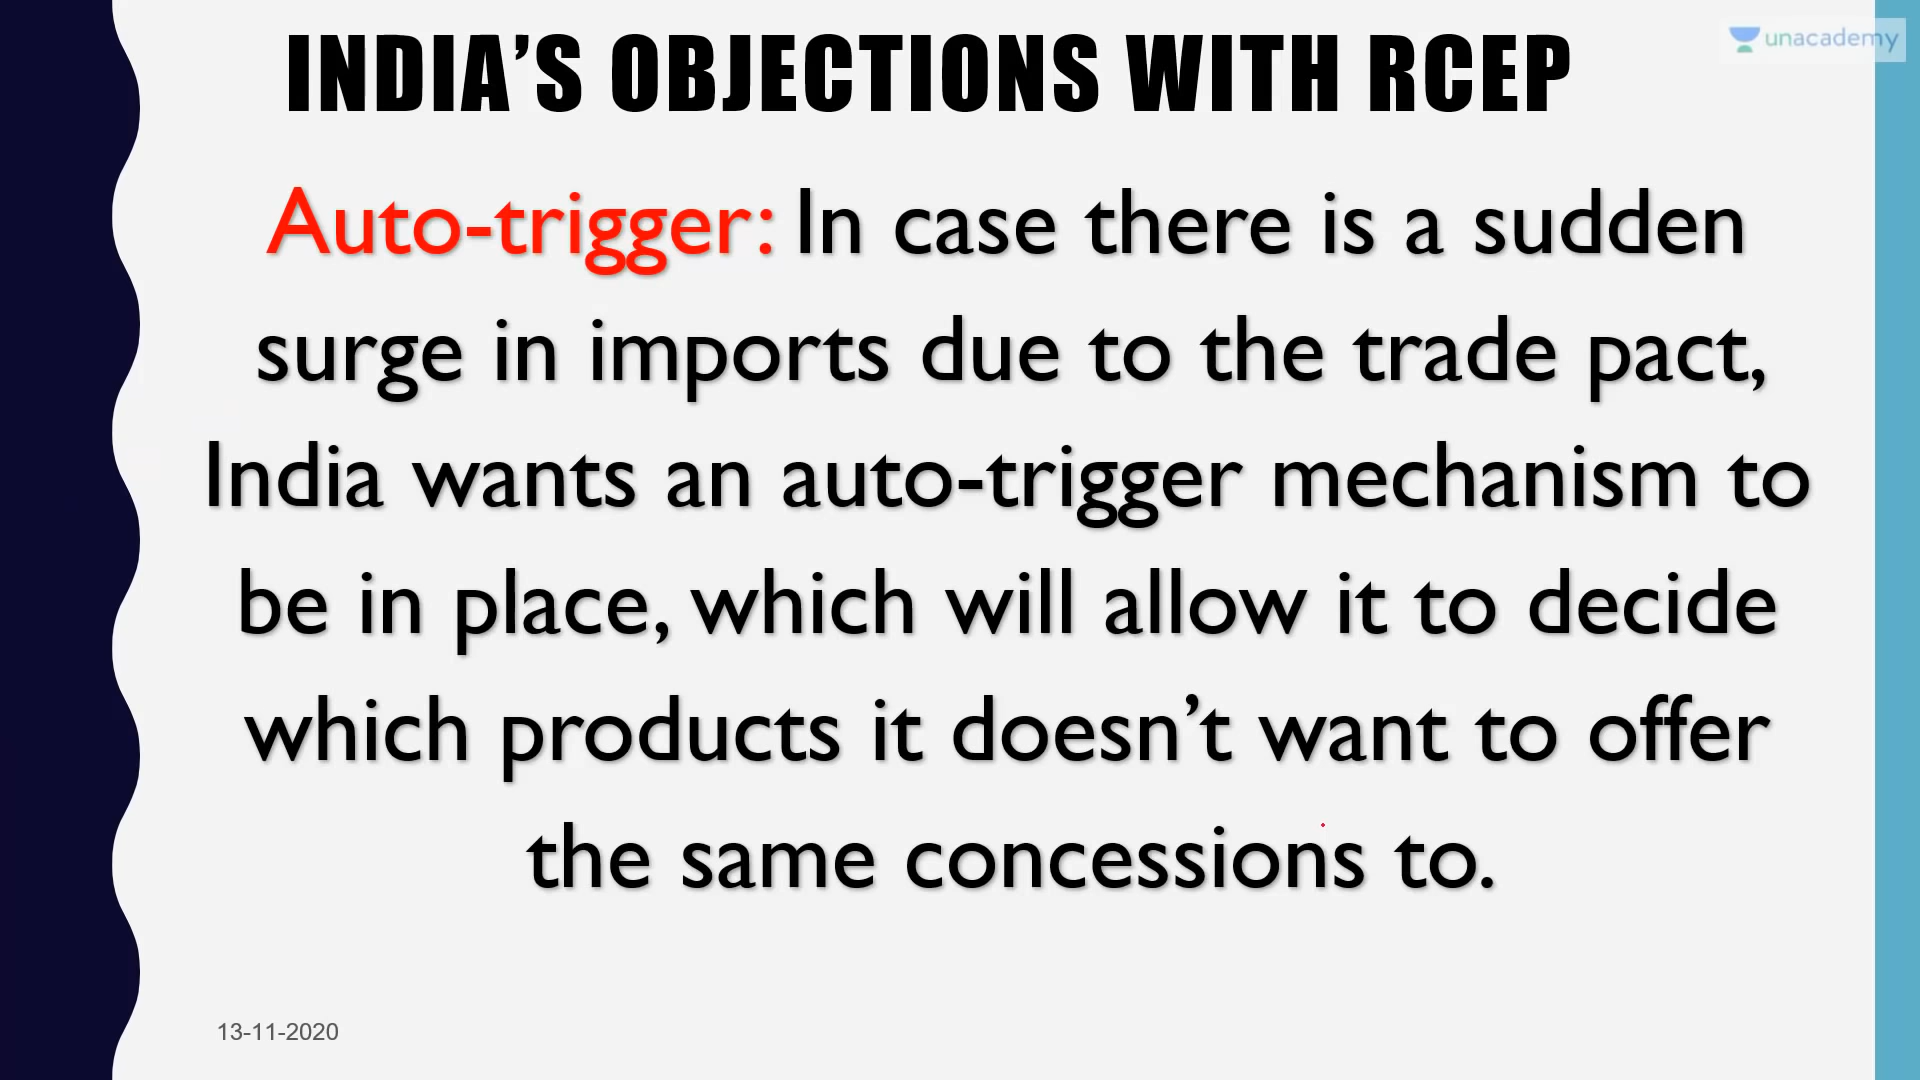 INDIA’S OBJECTIONS WITH RCEP
unacademy
Auto-trigger: In case there is a sudden
surge in imports due to the trade pact,
India wants an auto-trigger mechanism to
be in place, which will allow it to decide
which products it doesn’t want to offer
the same concessions to.
13-11-2020